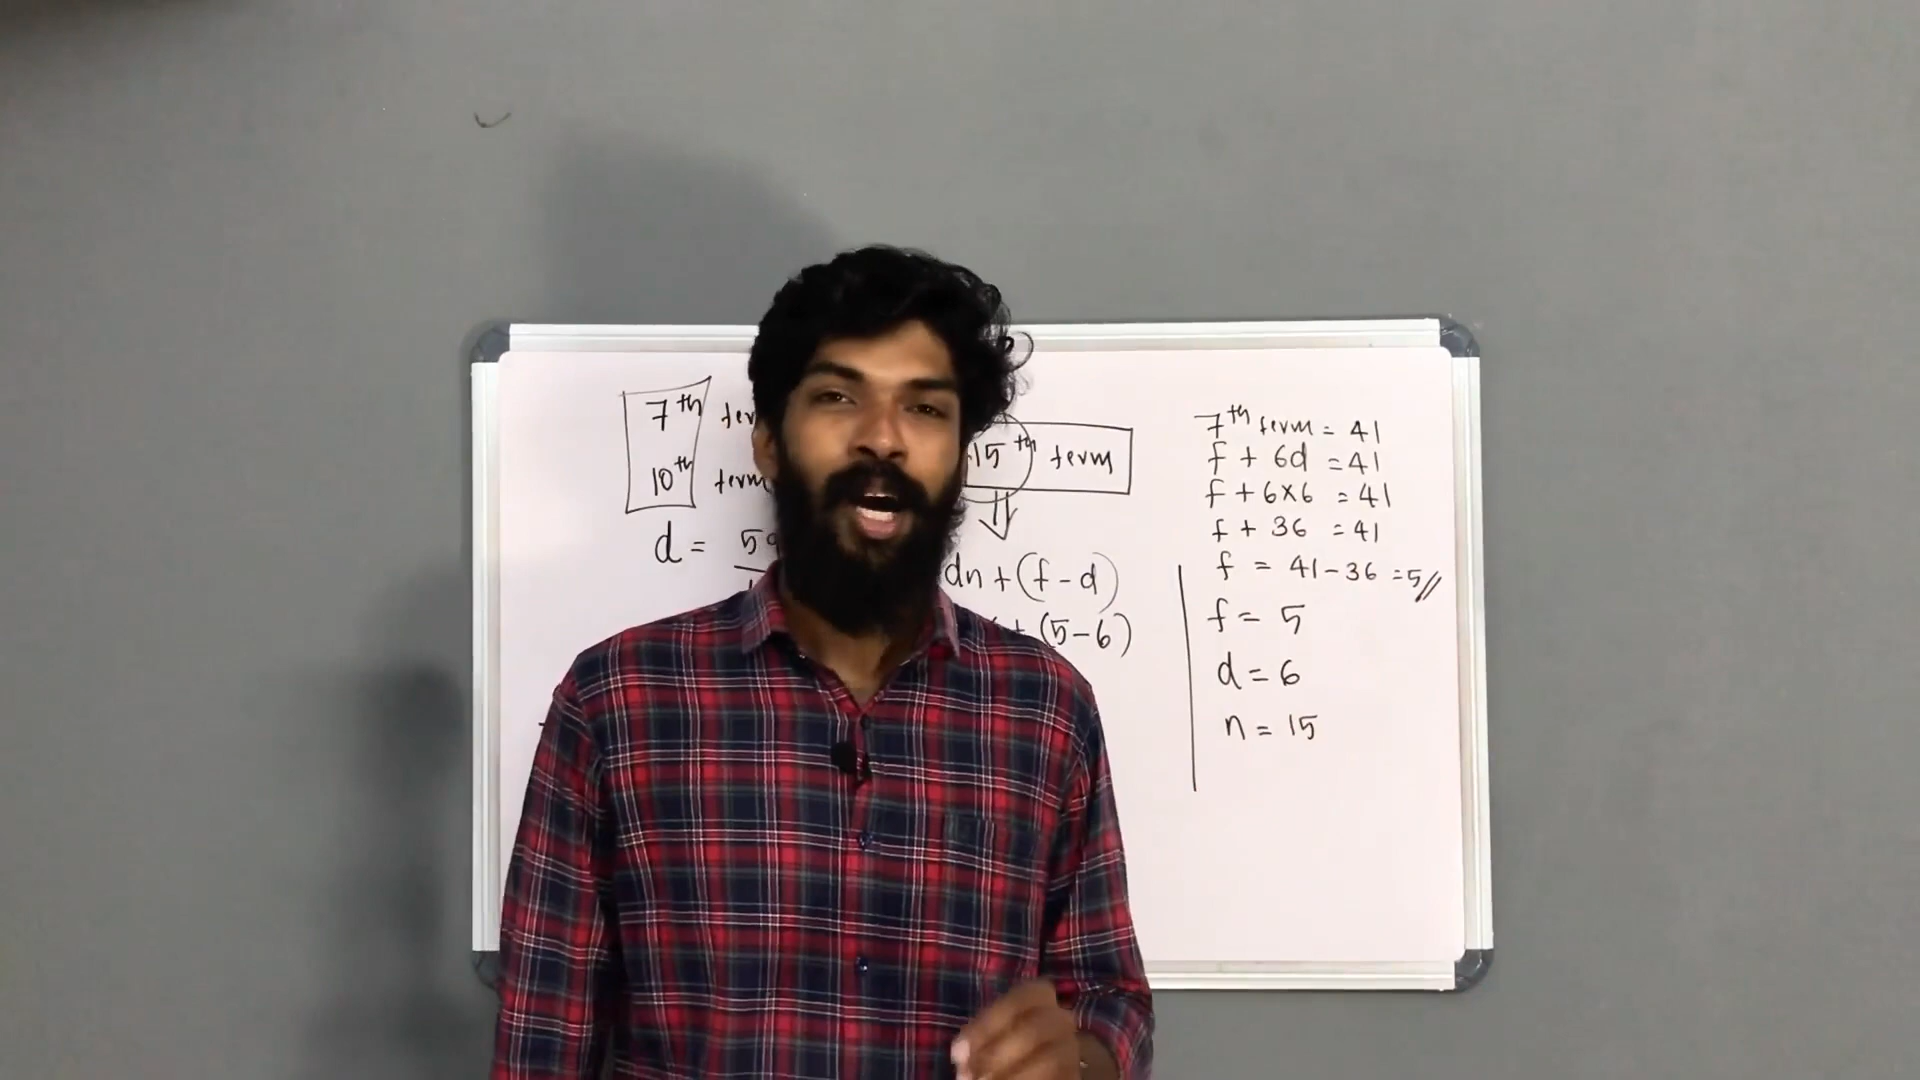 7th
10th term
d = 59
15th term
dn + (f - d)
+ (5 - 6)
7th term = 41
f + 6d = 41
f + 6x6 = 41
f + 36 = 41
f = 41 - 36 = 5//
f = 5
d = 6
n = 15